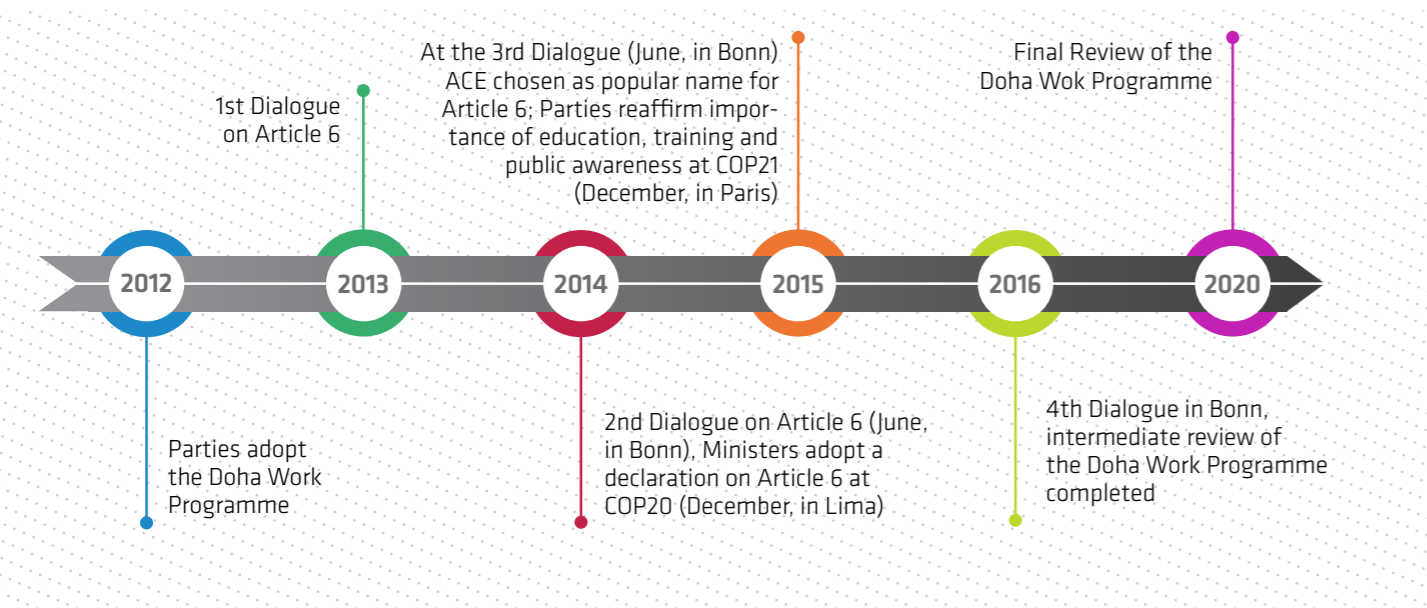 At the 3rd Dialogue (June, in Bonn)
ACE chosen as popular name for
Article 6; Parties reaffirm impor-
tance of education, training and
public awareness at COP21
(December, in Paris)
Final Review of the
Doha Wok Programme
1st Dialogue
on Article 6
2012
2013
2014
2015
2016
2020
Parties adopt
the Doha Work
Programme
2nd Dialogue on Article 6 (June,
in Bonn), Ministers adopt a
declaration on Article 6 at
COP20 (December, in Lima)
4th Dialogue in Bonn,
intermediate review of
the Doha Work Programme
completed